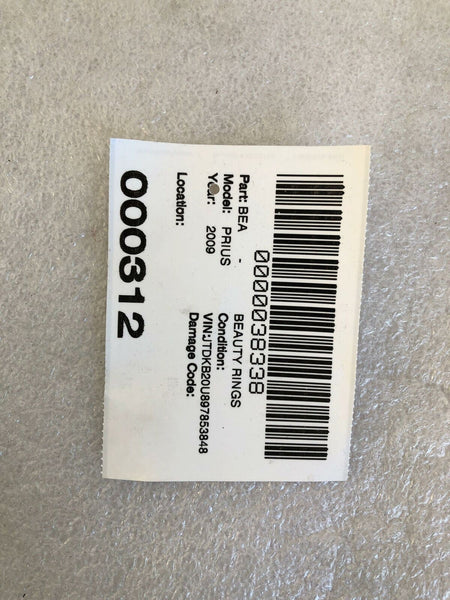 0000038338
Part: BEA - BEAUTY RINGS
Model: PRIUS Condition:
Year: 2009 VIN:JTDKB20U897853848
Damage Code:
Location:
000312